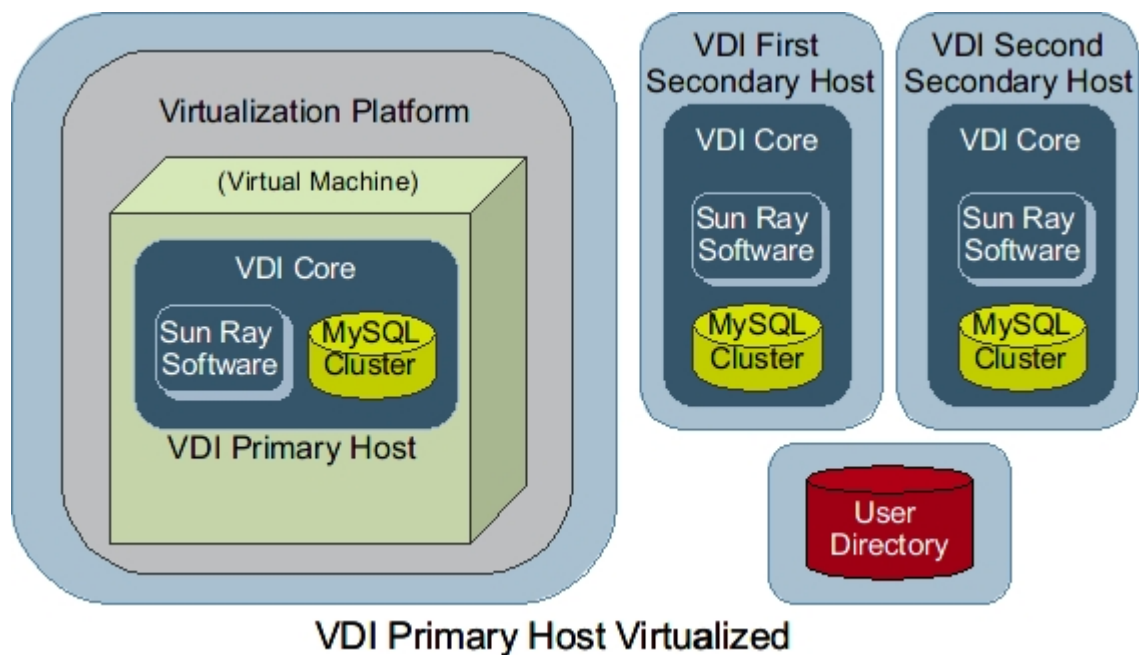 Virtualization Platform
(Virtual Machine)
VDI Core
Sun Ray
Software
MySQL
Cluster
VDI Primary Host
VDI First
Secondary Host
VDI Core
Sun Ray
Software
MySQL
Cluster
VDI Second
Secondary Host
VDI Core
Sun Ray
Software
MySQL
Cluster
User
Directory
VDI Primary Host Virtualized